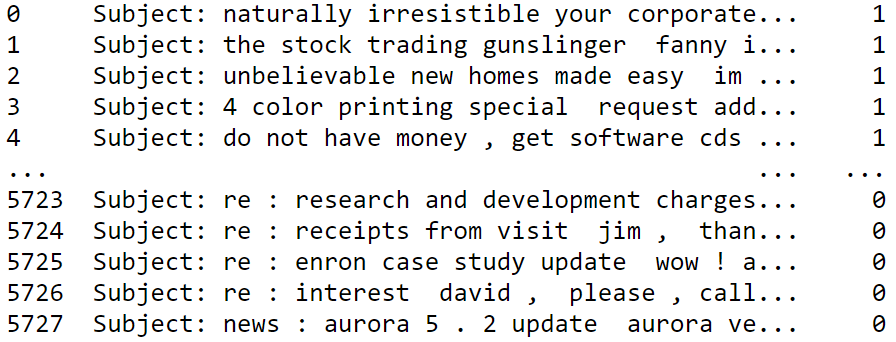 0     Subject: naturally irresistible your corporate...     1
1     Subject: the stock trading gunslinger  fanny i...     1
2     Subject: unbelievable new homes made easy  im ...     1
3     Subject: 4 color printing special  request add...     1
4     Subject: do not have money , get software cds ...     1
...                                                 ...   ...
5723  Subject: re : research and development charges...     0
5724  Subject: re : receipts from visit  jim ,  than...     0
5725  Subject: re : enron case study update  wow ! a...     0
5726  Subject: re : interest  david ,  please , call...     0
5727  Subject: news : aurora 5 . 2 update  aurora ve...     0